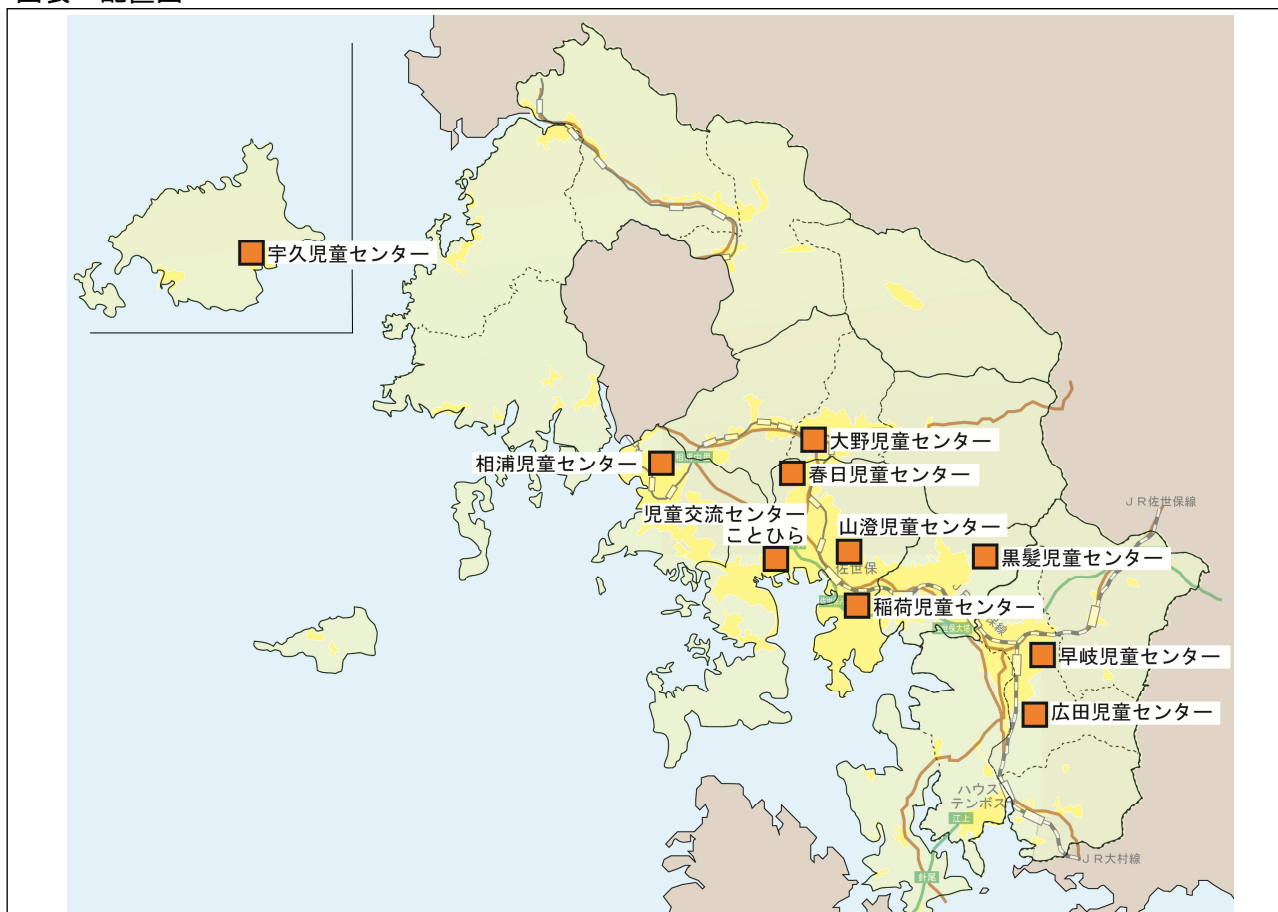 宇久児童センター
大野児童センター
相浦児童センター
春日児童センター
児童交流センター
ことひら
山澄児童センター
佐世保
黒髪児童センター
稲荷児童センター
早岐児童センター
広田児童センター
JR佐世保線
ハウス
テンボス
江上
針尾
JR大村線